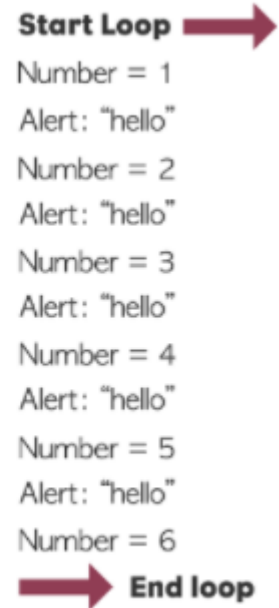 Start Loop
Number = 1
Alert: “hello”
Number = 2
Alert: “hello”
Number = 3
Alert: “hello”
Number = 4
Alert: “hello”
Number = 5
Alert: “hello”
Number = 6
End loop